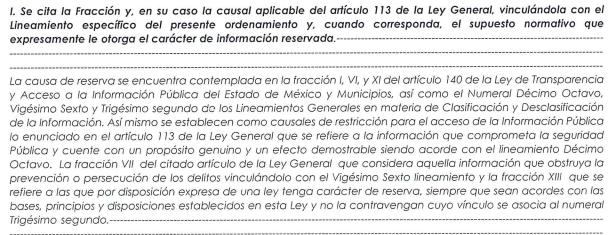 I. Se cita la Fracción y, en su caso la causal aplicable del artículo 113 de la Ley General, vinculándola con el
Lineamiento específico del presente ordenamiento y, cuando corresponda, el supuesto normativo que
expresamente le otorga el carácter de información reservada.-----------------------------------------------------------
La causa de reserva se encuentra contemplada en la fracción I, VI, y XI del artículo 140 de la Ley de Transparencia
y Acceso a la Información Pública del Estado de México y Municipios, así como el Numeral Décimo Octavo,
Vigésimo Sexto y Trigésimo segundo de los Lineamientos Generales en materia de Clasificación y Desclasificación
de la Información. Así mismo se establecen como causales de restricción para el acceso de la Información Pública
lo enunciado en el artículo 113 de la Ley General que se refiere a la información que comprometa la seguridad
Pública y cuente con un propósito genuino y un efecto demostrable siendo acorde con el lineamiento Décimo
Octavo. La fracción VII del citado artículo de la Ley General que considera aquella información que obstruya la
prevención o persecución de los delitos vinculándolo con el Vigésimo Sexto lineamiento y la fracción XIII que se
refiere a las que por disposición expresa de una ley tenga carácter de reserva, siempre que sean acordes con las
bases, principios y disposiciones establecidos en esta Ley y no la contravengan cuyo vínculo se asocia al numeral
Trigésimo segundo.-----------------------------------------------------------